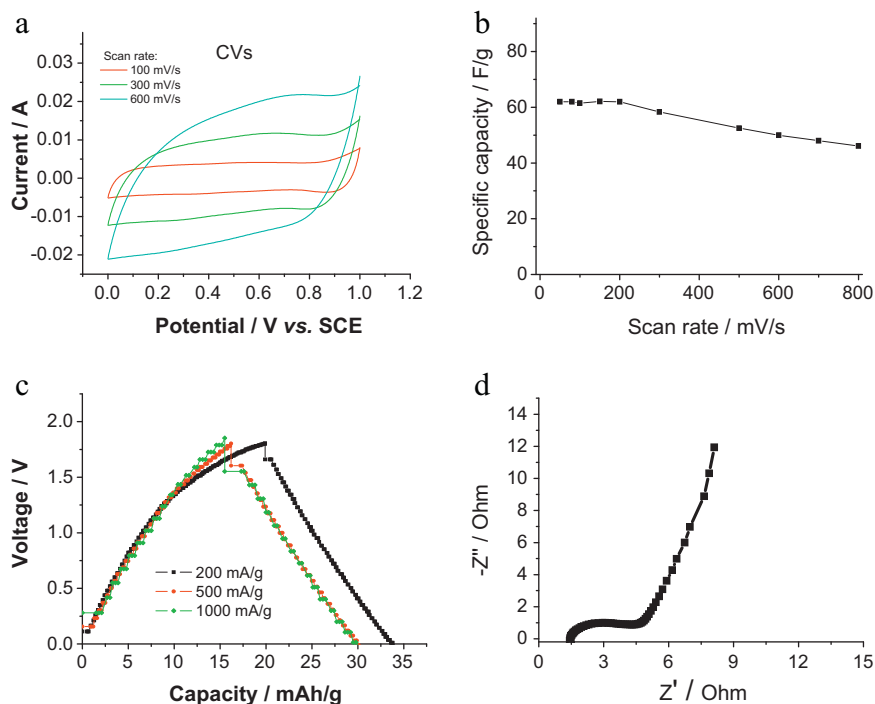 a
CVs
Scan rate:
100 mV/s
300 mV/s
600 mV/s
0.03
0.02
0.01
0.00
-0.01
-0.02
Current / A
0.0 0.2 0.4 0.6 0.8 1.0 1.2
Potential / V vs. SCE
b
80
60
40
20
0
Specific capacity / F/g
0 200 400 600 800
Scan rate / mV/s
c
2.0
1.5
1.0
0.5
0.0
Voltage / V
200 mA/g
500 mA/g
1000 mA/g
0 5 10 15 20 25 30 35
Capacity / mAh/g
d
14
12
10
8
6
4
2
0
-Z'' / Ohm
0 3 6 9 12 15
Z' / Ohm